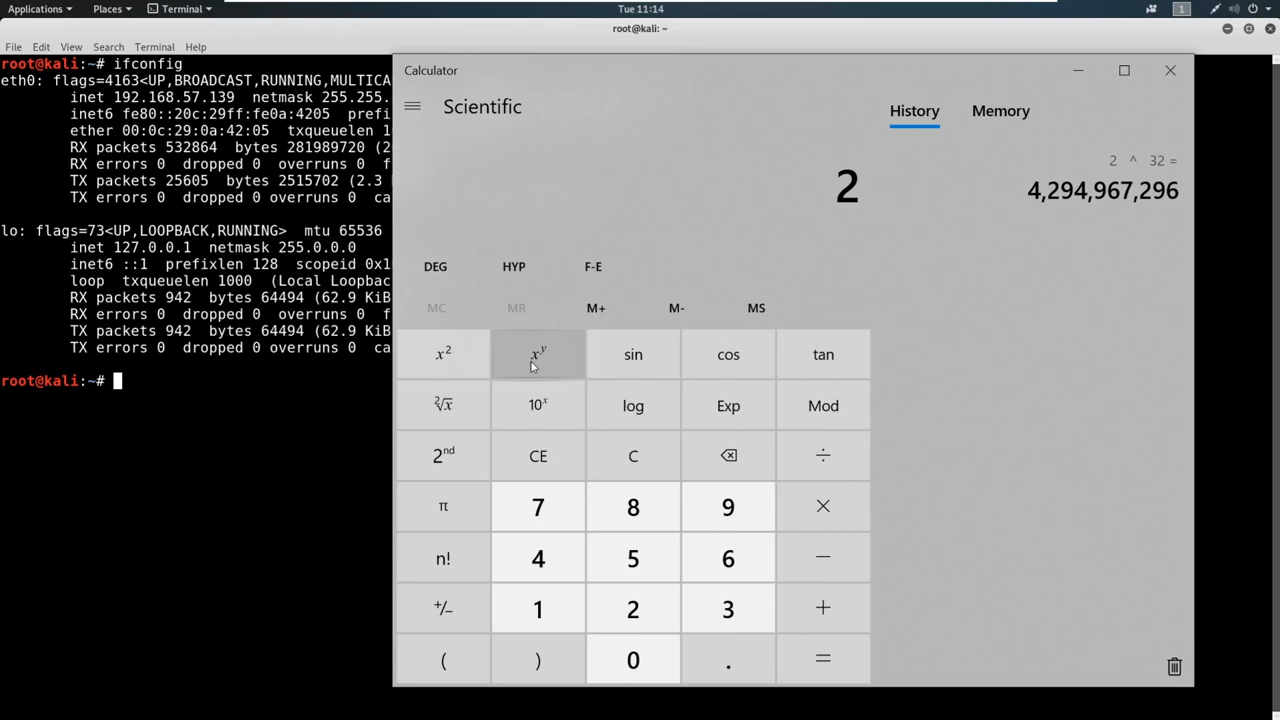 Applications Places Terminal Tue 11:14 1
root@kali: ~
File Edit View Search Terminal Help
root@kali:~# ifconfig
eth0: flags=4163<UP,BROADCAST,RUNNING,MULTICA
inet 192.168.57.139 netmask 255.255.
inet6 fe80::20c:29ff:fe0a:4205 prefi
ether 00:0c:29:0a:42:05 txqueuelen 1
RX packets 532864 bytes 281989720 (2
RX errors 0 dropped 0 overruns 0 f
TX packets 25605 bytes 2515702 (2.3
TX errors 0 dropped 0 overruns 0 ca
lo: flags=73<UP,LOOPBACK,RUNNING> mtu 65536
inet 127.0.0.1 netmask 255.0.0.0
inet6 ::1 prefixlen 128 scopeid 0x1
loop txqueuelen 1000 (Local Loopback
RX packets 942 bytes 64494 (62.9 KiB
RX errors 0 dropped 0 overruns 0 f
TX packets 942 bytes 64494 (62.9 KiB
TX errors 0 dropped 0 overruns 0 ca
root@kali:~#
Calculator
Scientific
History Memory
2 ^ 32 =
2 4,294,967,296
DEG HYP F-E
MC MR M+ M- MS
x² xʸ sin cos tan
²√x 10ˣ log Exp Mod
2ⁿᵈ CE C ÷
π 7 8 9 ×
n! 4 5 6 −
+/− 1 2 3 +
( ) 0 . =